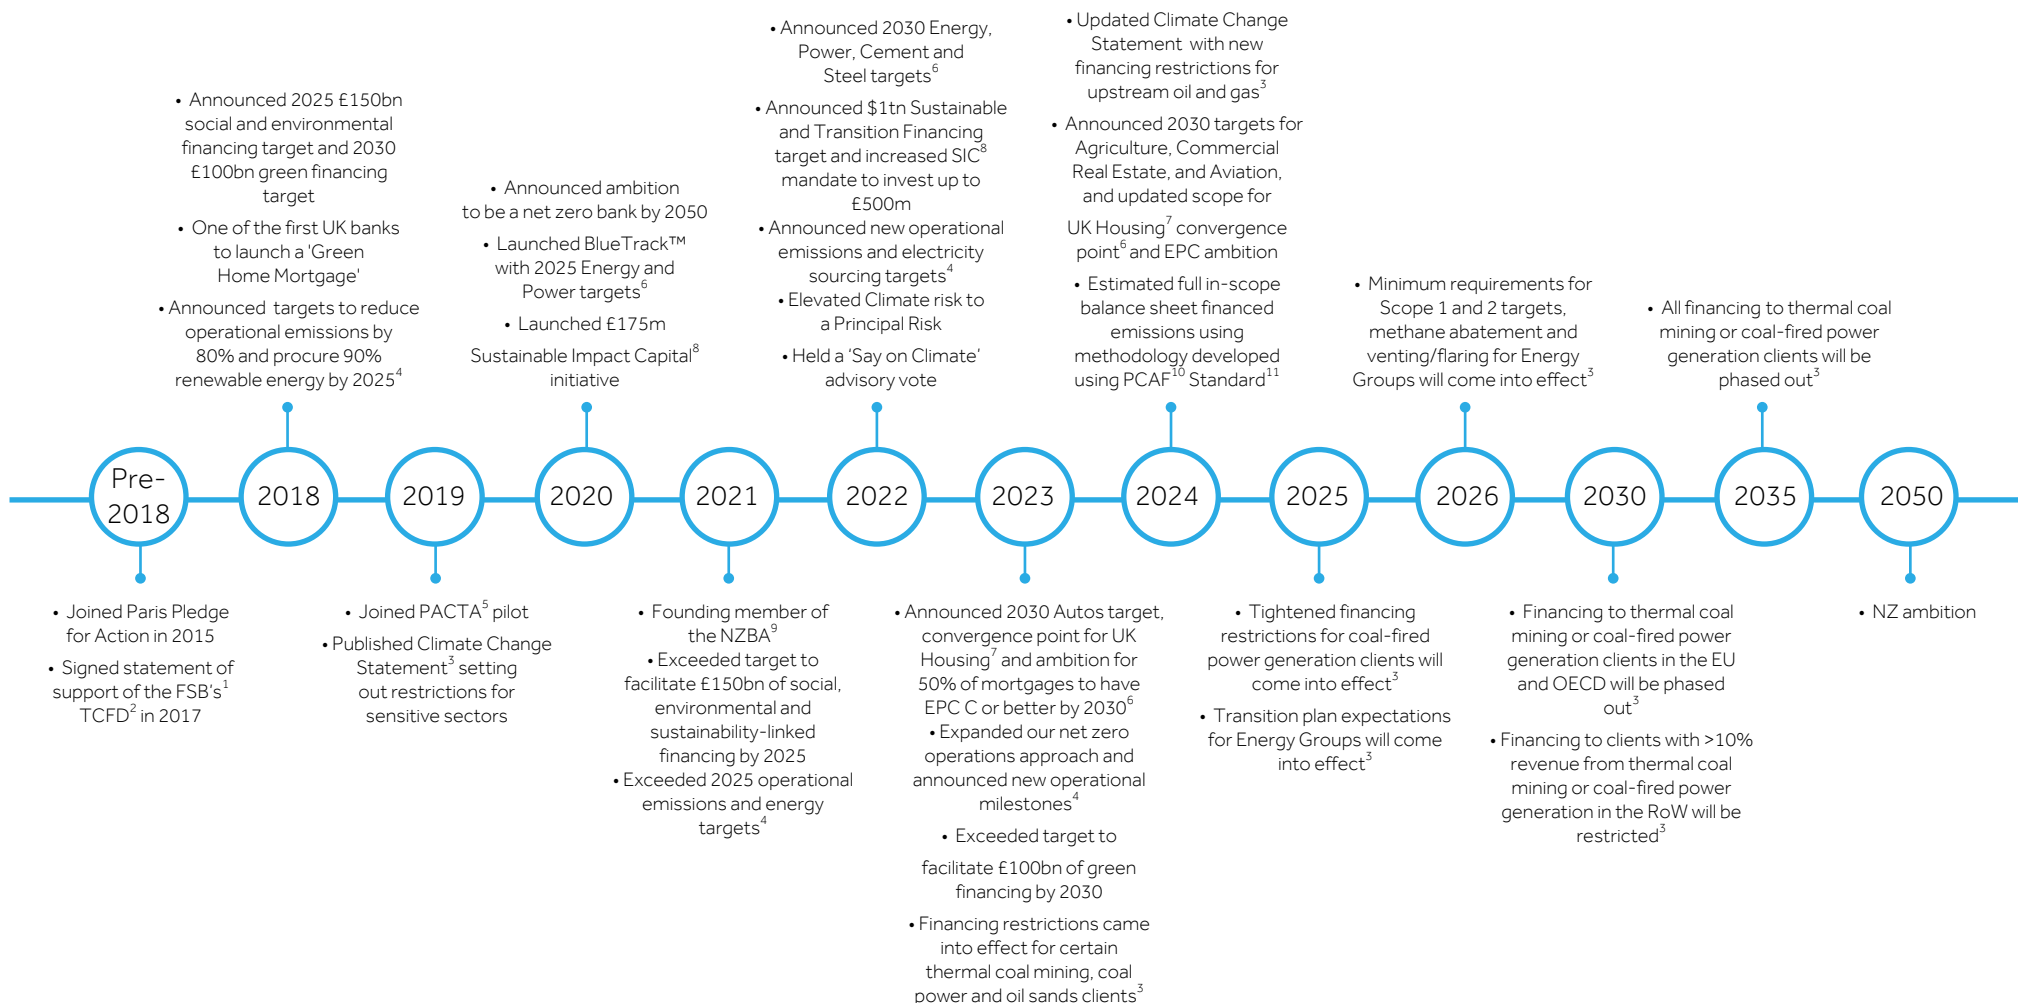 • Announced 2025 £150bn
social and environmental
financing target and 2030
£100bn green financing
target
• One of the first UK banks
to launch a 'Green
Home Mortgage'
• Announced targets to reduce
operational emissions by
80% and procure 90%
renewable energy by 2025⁴
• Announced ambition
to be a net zero bank by 2050
• Launched BlueTrack™
with 2025 Energy and
Power targets⁶
• Launched £175m
Sustainable Impact Capital⁸
initiative
• Announced 2030 Energy,
Power, Cement and
Steel targets⁶
• Announced $1tn Sustainable
and Transition Financing
target and increased SIC⁸
mandate to invest up to
£500m
• Announced new operational
emissions and electricity
sourcing targets⁴
• Elevated Climate risk to
a Principal Risk
• Held a 'Say on Climate'
advisory vote
• Updated Climate Change
Statement with new
financing restrictions for
upstream oil and gas³
• Announced 2030 targets for
Agriculture, Commercial
Real Estate, and Aviation,
and updated scope for
UK Housing⁷ convergence
point⁶ and EPC ambition
• Estimated full in-scope
balance sheet financed
emissions using
methodology developed
using PCAF¹⁰ Standard¹¹
• Minimum requirements for
Scope 1 and 2 targets,
methane abatement and
venting/flaring for Energy
Groups will come into effect³
• All financing to thermal coal
mining or coal-fired power
generation clients will be
phased out³
Pre-
2018
2018
2019
2020
2021
2022
2023
2024
2025
2026
2030
2035
2050
• Joined Paris Pledge
for Action in 2015
• Signed statement of
support of the FSB's¹
TCFD² in 2017
• Joined PACTA⁵ pilot
• Published Climate Change
Statement³ setting
out restrictions for
sensitive sectors
• Founding member of
the NZBA⁹
• Exceeded target to
facilitate £150bn of social,
environmental and
sustainability-linked
financing by 2025
• Exceeded 2025 operational
emissions and energy
targets⁴
• Announced 2030 Autos target,
convergence point for UK
Housing⁷ and ambition for
50% of mortgages to have
EPC C or better by 2030⁶
• Expanded our net zero
operations approach and
announced new operational
milestones⁴
• Exceeded target to
facilitate £100bn of green
financing by 2030
• Financing restrictions came
into effect for certain
thermal coal mining, coal
power and oil sands clients³
• Tightened financing
restrictions for coal-fired
power generation clients will
come into effect³
• Transition plan expectations
for Energy Groups will come
into effect³
• Financing to thermal coal
mining or coal-fired power
generation clients in the EU
and OECD will be phased
out³
• Financing to clients with >10%
revenue from thermal coal
mining or coal-fired power
generation in the RoW will be
restricted³
• NZ ambition